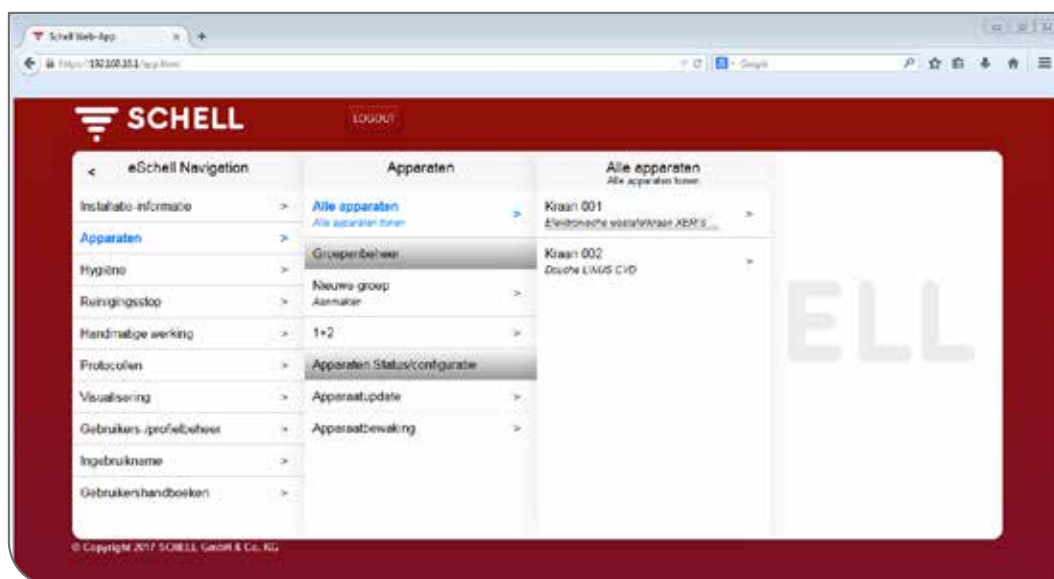 Schell Web-App
Google
SCHELL
LOGOUT
< eSchell Navigation
Installatie-informatie >
Apparaten >
Hygiëne >
Reinigingsstop >
Handmatige werking >
Protocollen >
Visualisering >
Gebruikers-/profielbeheer >
Ingebruikname >
Gebruikershandboeken >
Apparaten
Alle apparaten >
Alle apparaten tonen
Groepenbeheer
Nieuwe groep >
Aanmaken
1+2 >
Apparaten Status/configuratie
Apparaatupdate >
Apparaatbewaking >
Alle apparaten
Alle apparaten tonen
Kraan 001 >
Elektronische wastafelkraan XERIS ...
Kraan 002 >
Douche LINUS CVD
ELL
© Copyright 2017 SCHELL GmbH & Co. KG